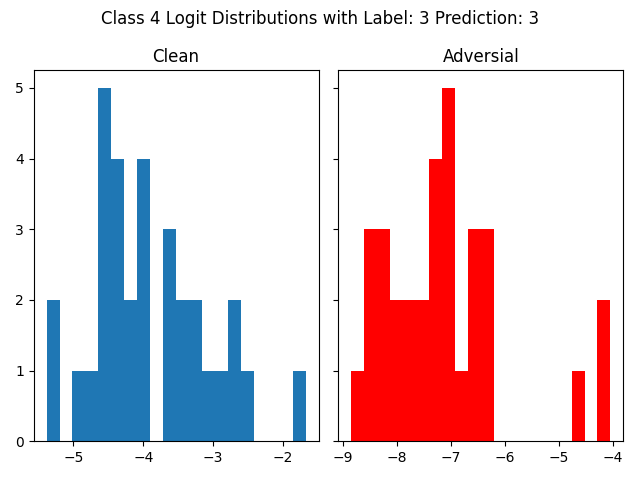 Class 4 Logit Distributions with Label: 3 Prediction: 3
Clean
Adversial
5
4
3
2
1
0
−5 −4 −3 −2
−9 −8 −7 −6 −5 −4